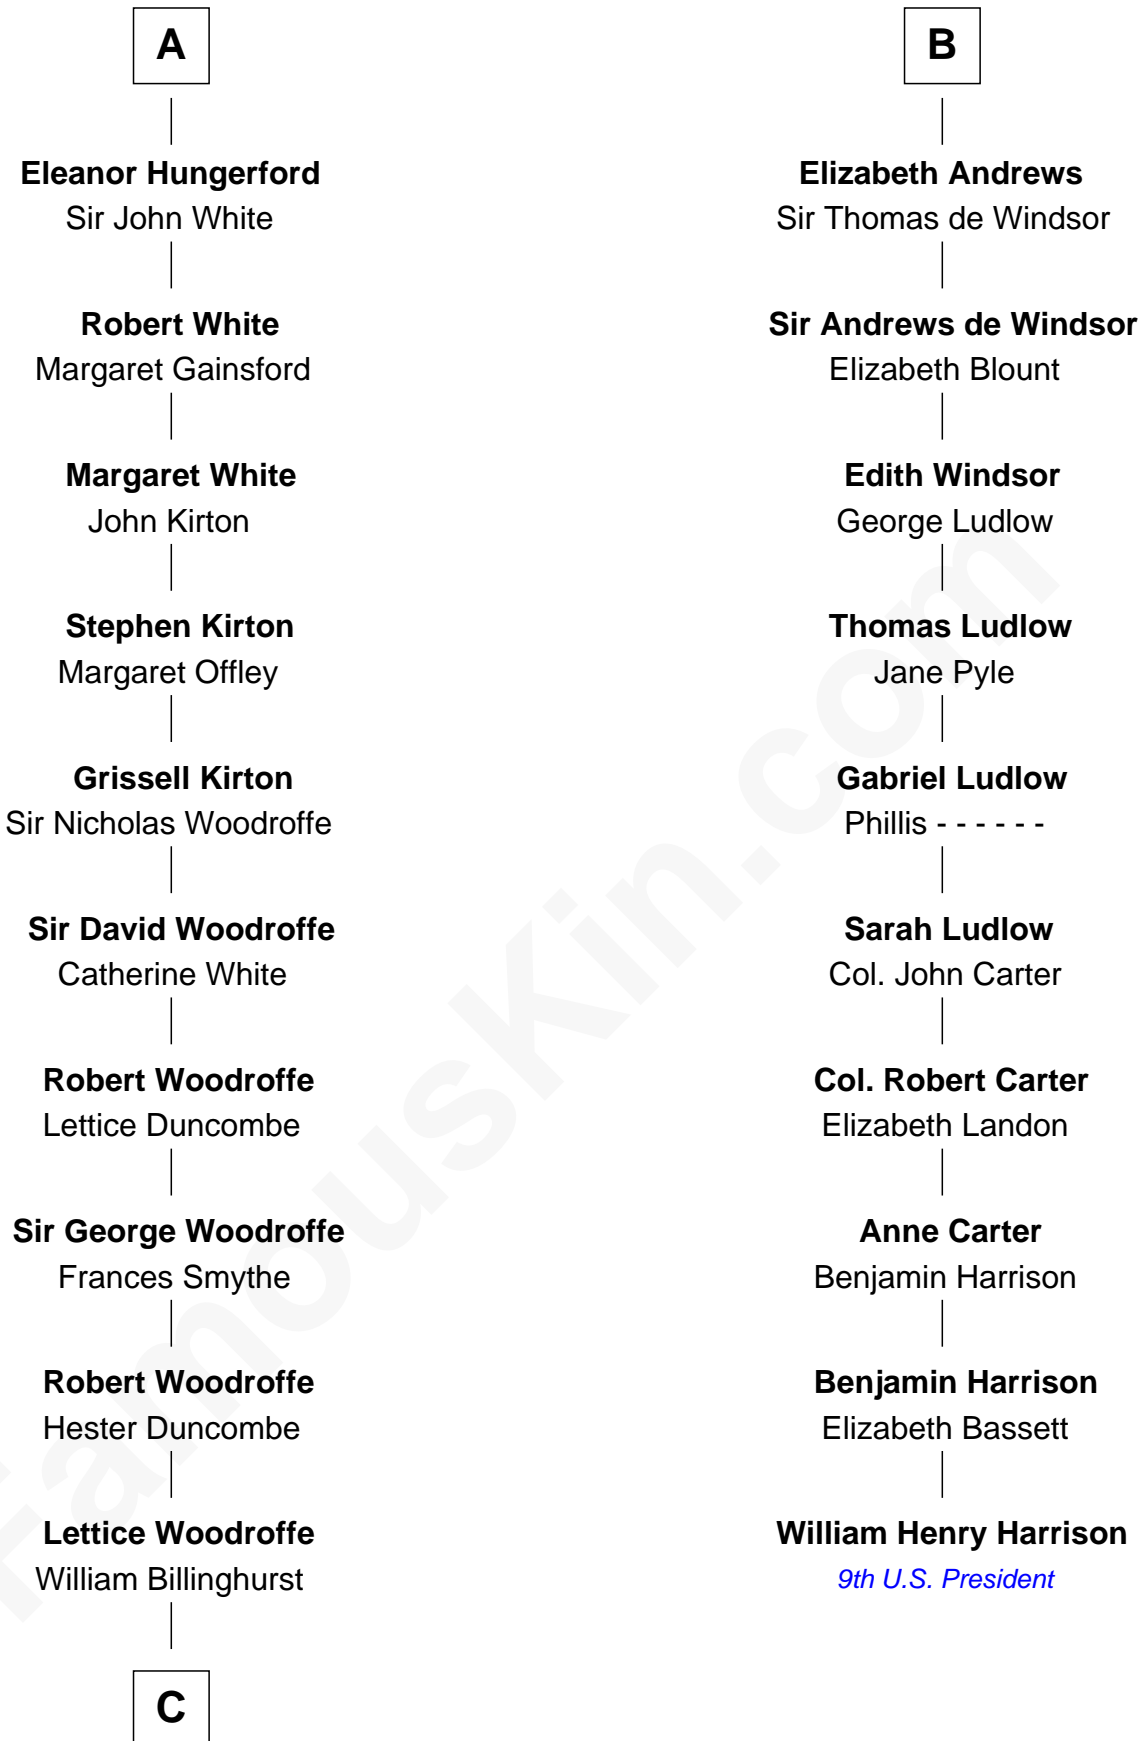 A
Eleanor Hungerford
Sir John White
Robert White
Margaret Gainsford
Margaret White
John Kirton
Stephen Kirton
Margaret Offley
Grissell Kirton
Sir Nicholas Woodroffe
Sir David Woodroffe
Catherine White
Robert Woodroffe
Lettice Duncombe
Sir George Woodroffe
Frances Smythe
Robert Woodroffe
Hester Duncombe
Lettice Woodroffe
William Billinghurst
C
B
Elizabeth Andrews
Sir Thomas de Windsor
Sir Andrews de Windsor
Elizabeth Blount
Edith Windsor
George Ludlow
Thomas Ludlow
Jane Pyle
Gabriel Ludlow
Phillis - - - - - -
Sarah Ludlow
Col. John Carter
Col. Robert Carter
Elizabeth Landon
Anne Carter
Benjamin Harrison
Benjamin Harrison
Elizabeth Bassett
William Henry Harrison
9th U.S. President
FamousKin.com